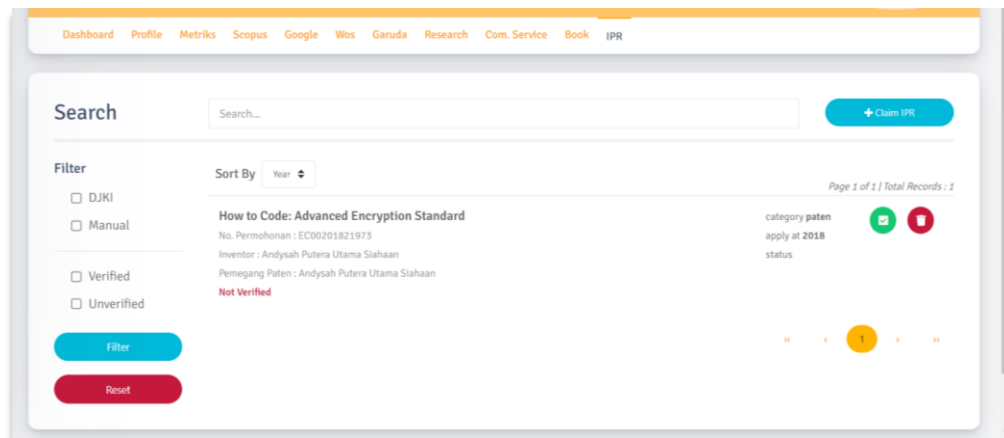 Dashboard Profile Metriks Scopus Google Wos Garuda Research Com. Service Book IPR
Search
Search...
Claim IPR
Filter
DJKI
Manual
Verified
Unverified
Filter
Reset
Sort By Year
Page 1 of 1 | Total Records : 1
How to Code: Advanced Encryption Standard
No. Permohonan : EC00201821973
Inventor : Andysah Putera Utama Siahaan
Pemegang Paten : Andysah Putera Utama Siahaan
Not Verified
category paten
apply at 2018
status
1